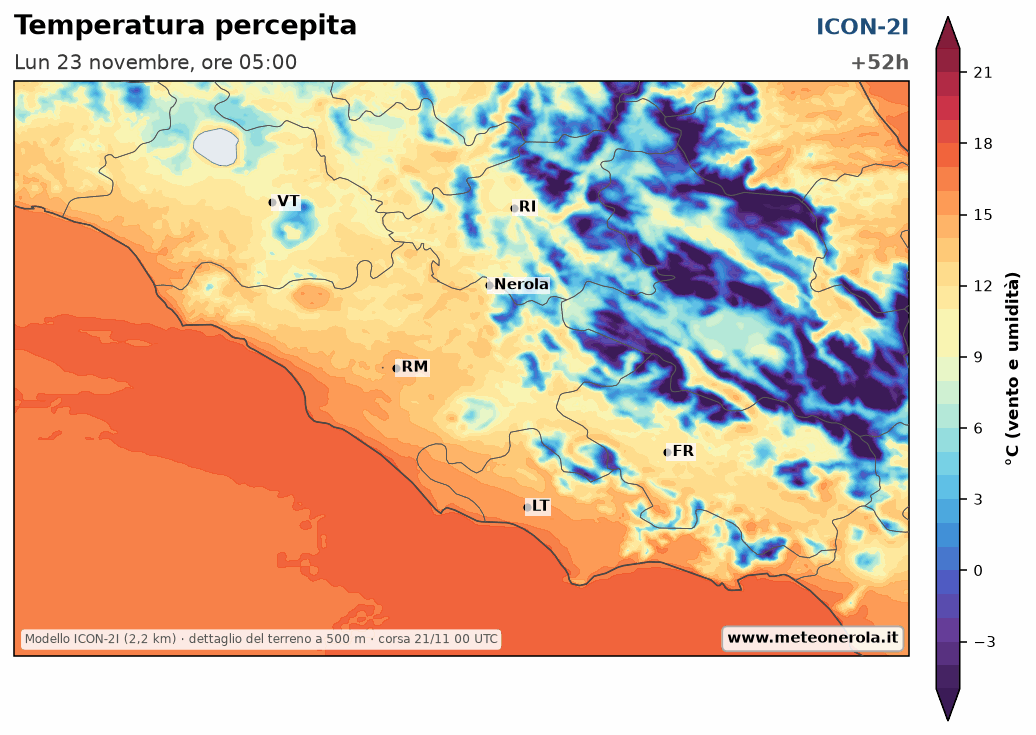 Temperatura percepita
ICON-2I
Lun 23 novembre, ore 05:00
+52h
VT
RI
Nerola
RM
FR
LT
21
18
15
12
9
6
3
0
−3
°C (vento e umidità)
Modello ICON-2I (2,2 km) · dettaglio del terreno a 500 m · corsa 21/11 00 UTC
www.meteonerola.it